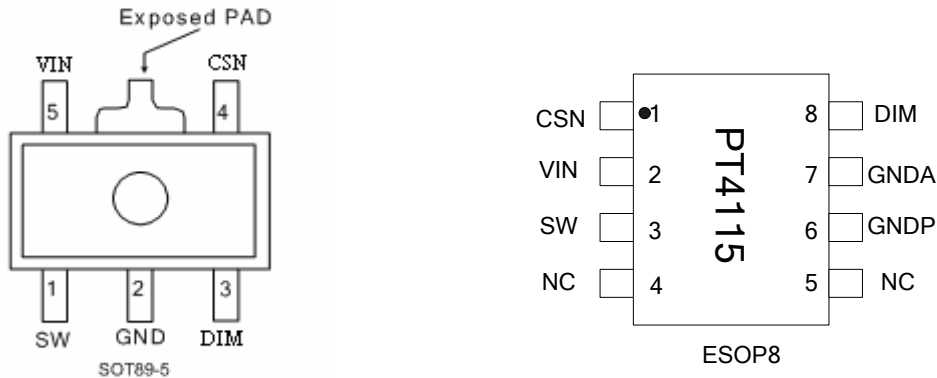 Exposed PAD
VIN
CSN
5
4
1
2
3
SW
GND
DIM
SOT89-5
CSN
1
8
DIM
VIN
2
7
GNDA
SW
3
6
GNDP
NC
4
5
NC
PT4115
ESOP8